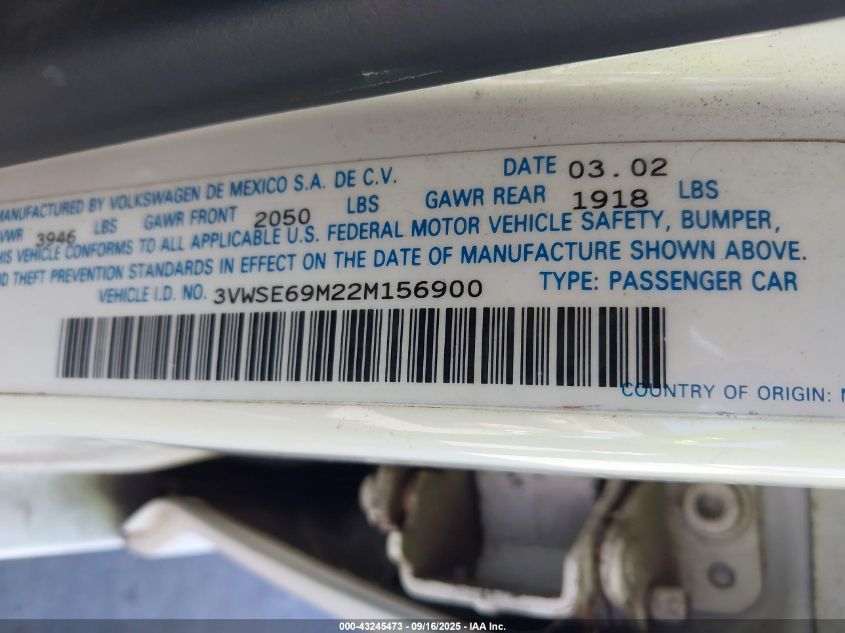 MANUFACTURED BY VOLKSWAGEN DE MEXICO S.A. DE C.V. DATE 03.02
VWR 3946 LBS GAWR FRONT 2050 LBS GAWR REAR 1918 LBS
HIS VEHICLE CONFORMS TO ALL APPLICABLE U.S. FEDERAL MOTOR VEHICLE SAFETY, BUMPER,
ND THEFT PREVENTION STANDARDS IN EFFECT ON THE DATE OF MANUFACTURE SHOWN ABOVE.
VEHICLE I.D. NO. 3VWSE69M22M156900 TYPE: PASSENGER CAR
COUNTRY OF ORIGIN:
000-43245473 - 09/16/2025 - IAA Inc.